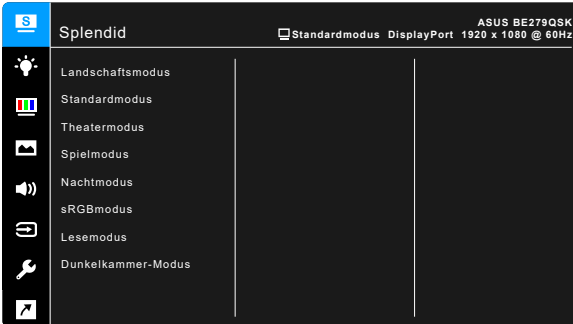 S
Splendid
ASUS BE279QSK
Standardmodus DisplayPort 1920 x 1080 @ 60Hz
Landschaftsmodus
Standardmodus
Theatermodus
Spielmodus
Nachtmodus
sRGBmodus
Lesemodus
Dunkelkammer-Modus